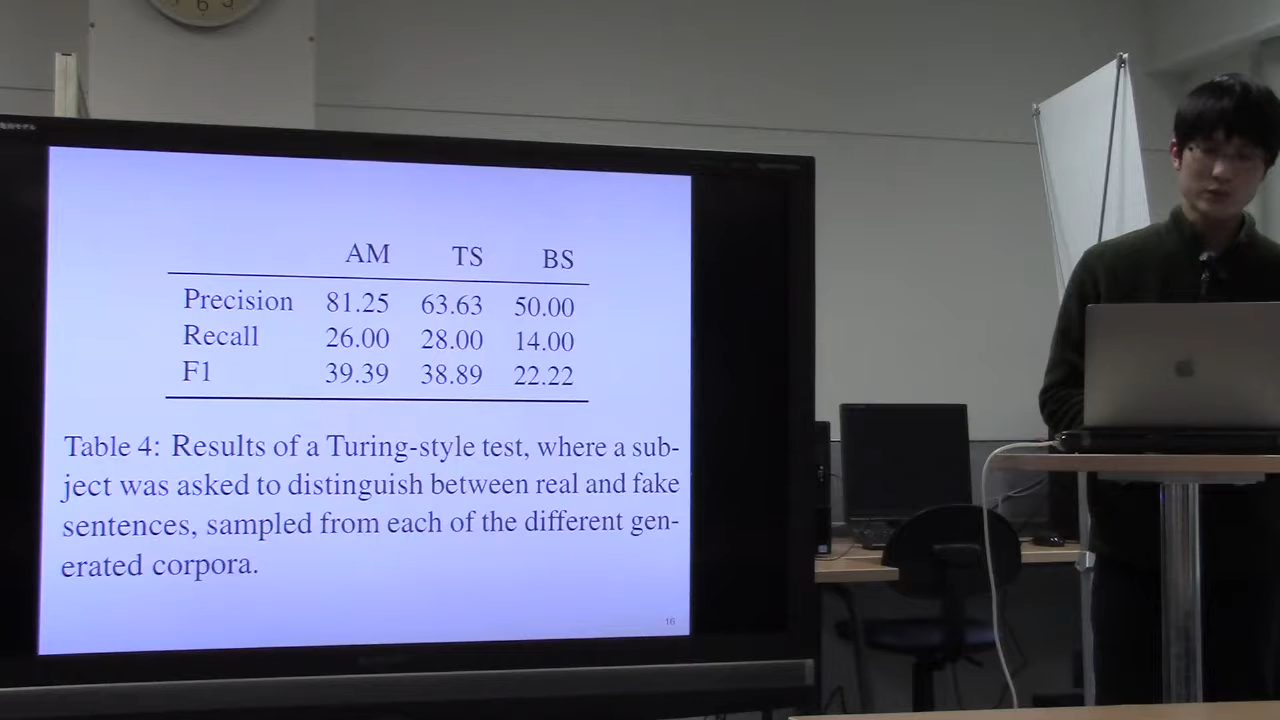 6
AM TS BS
Precision 81.25 63.63 50.00
Recall 26.00 28.00 14.00
F1 39.39 38.89 22.22
Table 4: Results of a Turing-style test, where a sub-
ject was asked to distinguish between real and fake
sentences, sampled from each of the different gen-
erated corpora.
16